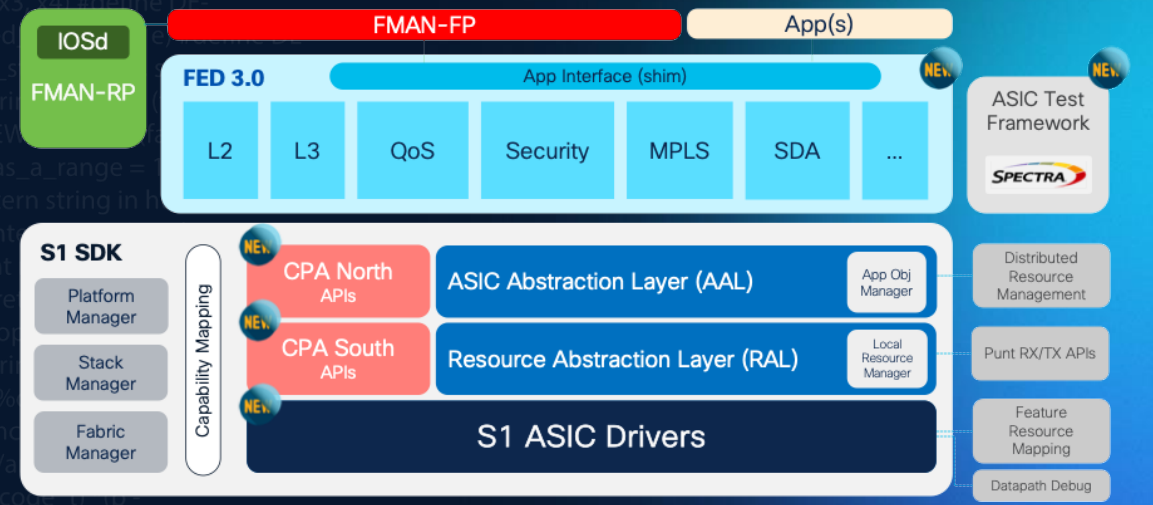 IOSd
FMAN-RP
FMAN-FP
App(s)
FED 3.0
App Interface (shim)
NEW
L2
L3
QoS
Security
MPLS
SDA
...
NEW
ASIC Test
Framework
SPECTRA
S1 SDK
Platform
Manager
Stack
Manager
Fabric
Manager
Capability Mapping
NEW
CPA North
APIs
ASIC Abstraction Layer (AAL)
App Obj
Manager
NEW
CPA South
APIs
Resource Abstraction Layer (RAL)
Local
Resource
Manager
NEW
S1 ASIC Drivers
Distributed
Resource
Management
Punt RX/TX APIs
Feature
Resource
Mapping
Datapath Debug